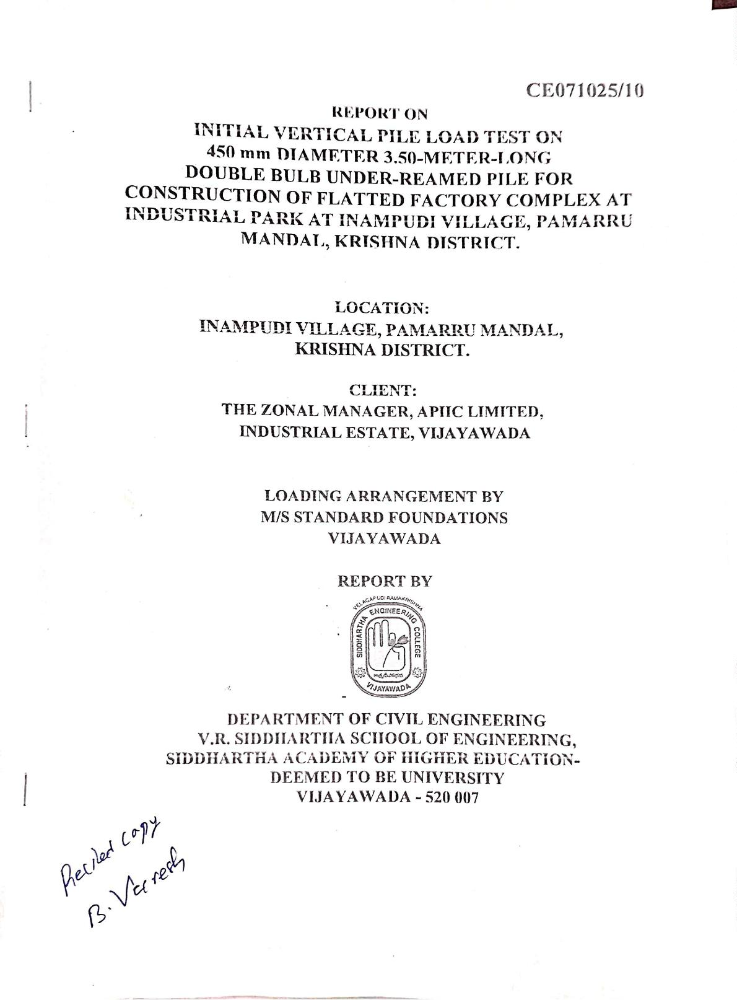 CE071025/10
REPORT ON
INITIAL VERTICAL PILE LOAD TEST ON
450 mm DIAMETER 3.50-METER-LONG
DOUBLE BULB UNDER-REAMED PILE FOR
CONSTRUCTION OF FLATTED FACTORY COMPLEX AT
INDUSTRIAL PARK AT INAMPUDI VILLAGE, PAMARRU
MANDAL, KRISHNA DISTRICT.
LOCATION:
INAMPUDI VILLAGE, PAMARRU MANDAL,
KRISHNA DISTRICT.
CLIENT:
THE ZONAL MANAGER, APIIC LIMITED,
INDUSTRIAL ESTATE, VIJAYAWADA
LOADING ARRANGEMENT BY
M/S STANDARD FOUNDATIONS
VIJAYAWADA
REPORT BY
VELAGAPUDI RAMAKRISHNA
SIDDHARTHA ENGINEERING COLLEGE
VIJAYAWADA
DEPARTMENT OF CIVIL ENGINEERING
V.R. SIDDHARTHA SCHOOL OF ENGINEERING,
SIDDHARTHA ACADEMY OF HIGHER EDUCATION-
DEEMED TO BE UNIVERSITY
VIJAYAWADA - 520 007
copy
B.